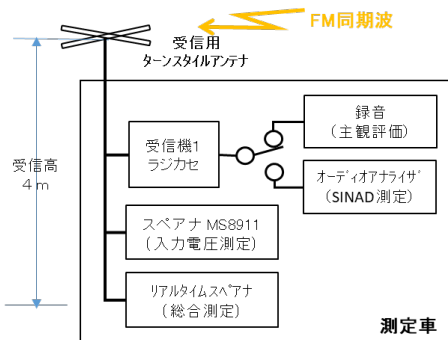 FM同期波
受信用
ターンスタイルアンテナ
受信高
4m
受信機1
ラジカセ
録音
(主観評価)
オーディオアナライザ
(SINAD測定)
スペアナ MS8911
(入力電圧測定)
リアルタイムスペアナ
(総合測定)
測定車